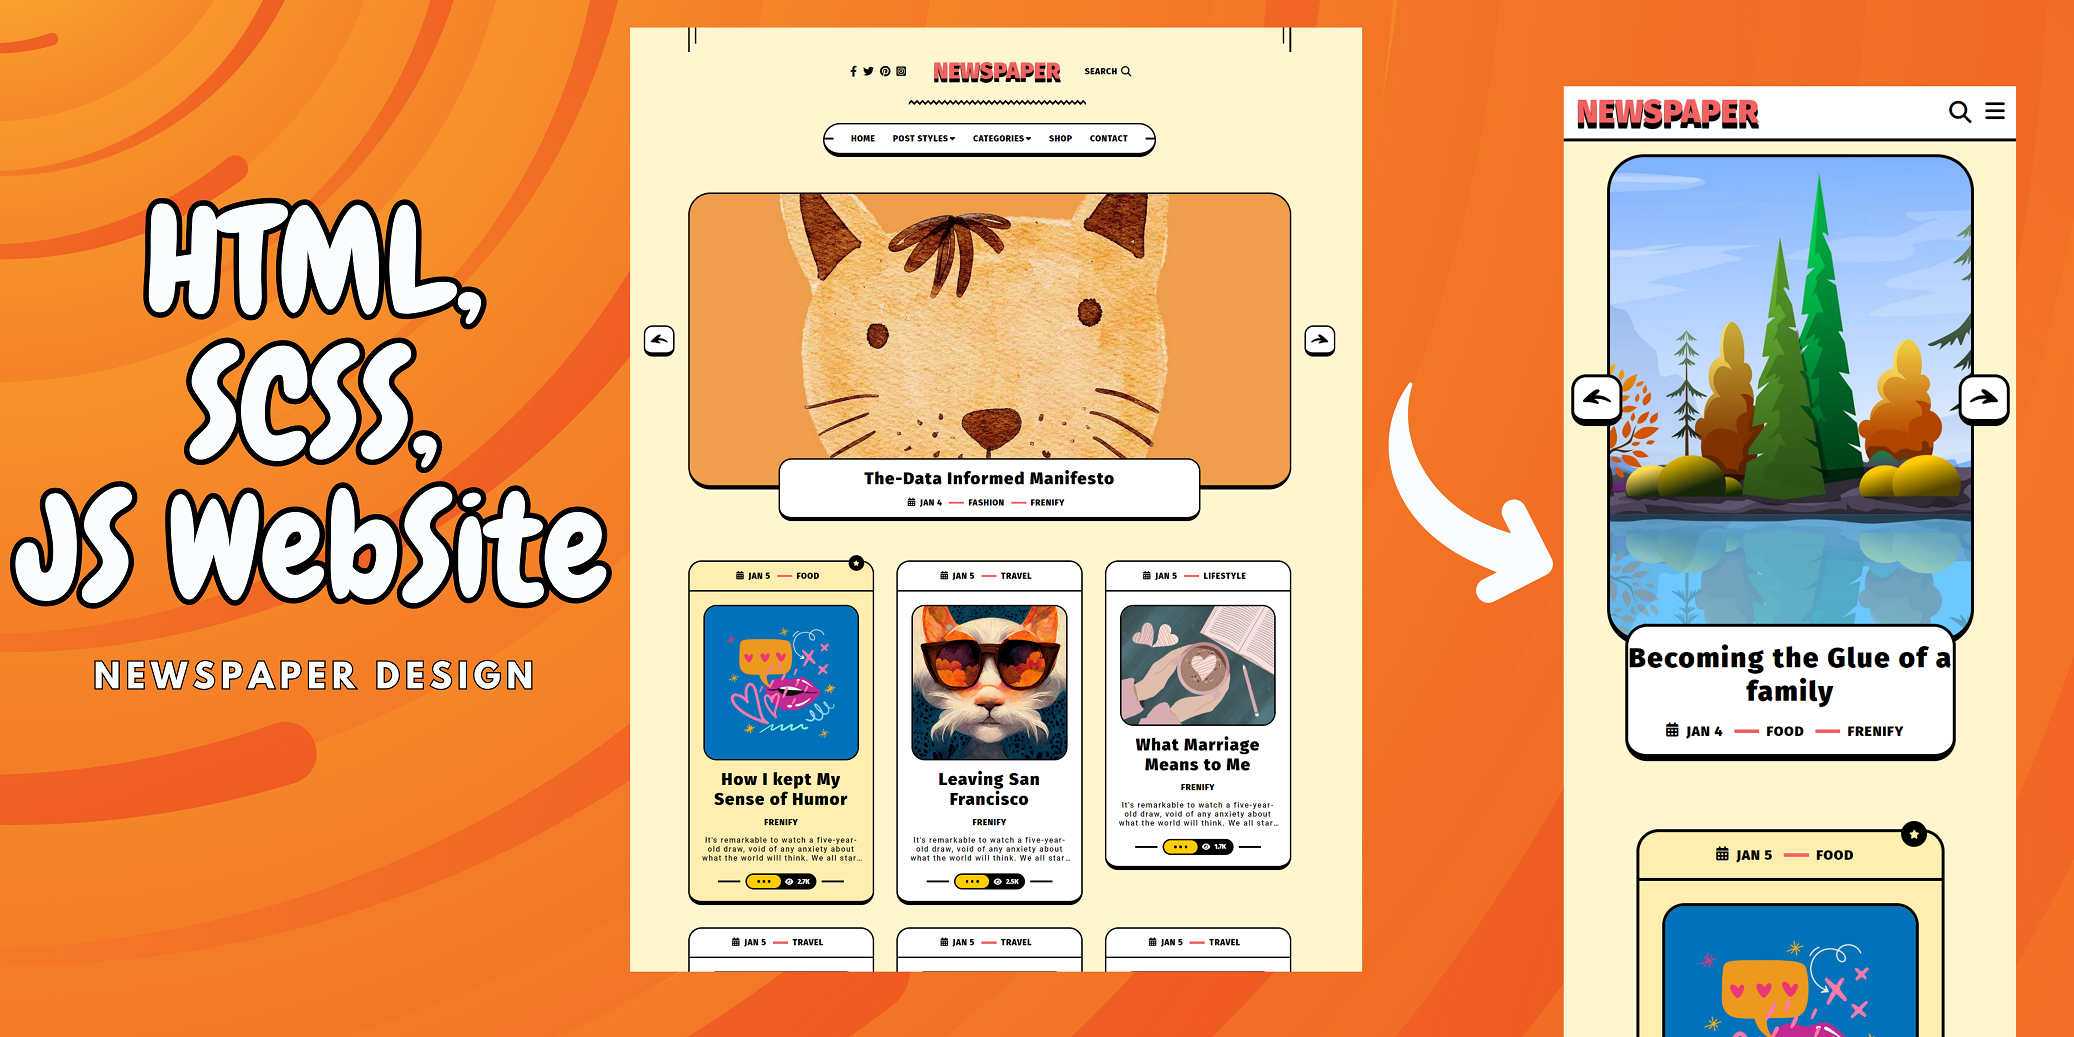 HTML,
SCSS,
JS WebSite
NEWSPAPER DESIGN
NEWSPAPER
SEARCH
HOME
POST STYLES
CATEGORIES
SHOP
CONTACT
The-Data Informed Manifesto
JAN 4 — FASHION — FRENIFY
JAN 5 — FOOD
How I kept My
Sense of Humor
FRENIFY
It's remarkable to watch a five-year-
old draw, void of any anxiety about
what the world will think. We all star...
2.7K
JAN 5 — TRAVEL
Leaving San
Francisco
FRENIFY
It's remarkable to watch a five-year-
old draw, void of any anxiety about
what the world will think. We all star...
2.5K
JAN 5 — LIFESTYLE
What Marriage
Means to Me
FRENIFY
It's remarkable to watch a five-year-
old draw, void of any anxiety about
what the world will think. We all star...
1.7K
JAN 5 — TRAVEL
JAN 5 — TRAVEL
JAN 5 — TRAVEL
NEWSPAPER
Becoming the Glue of a
family
JAN 4 — FOOD — FRENIFY
JAN 5 — FOOD